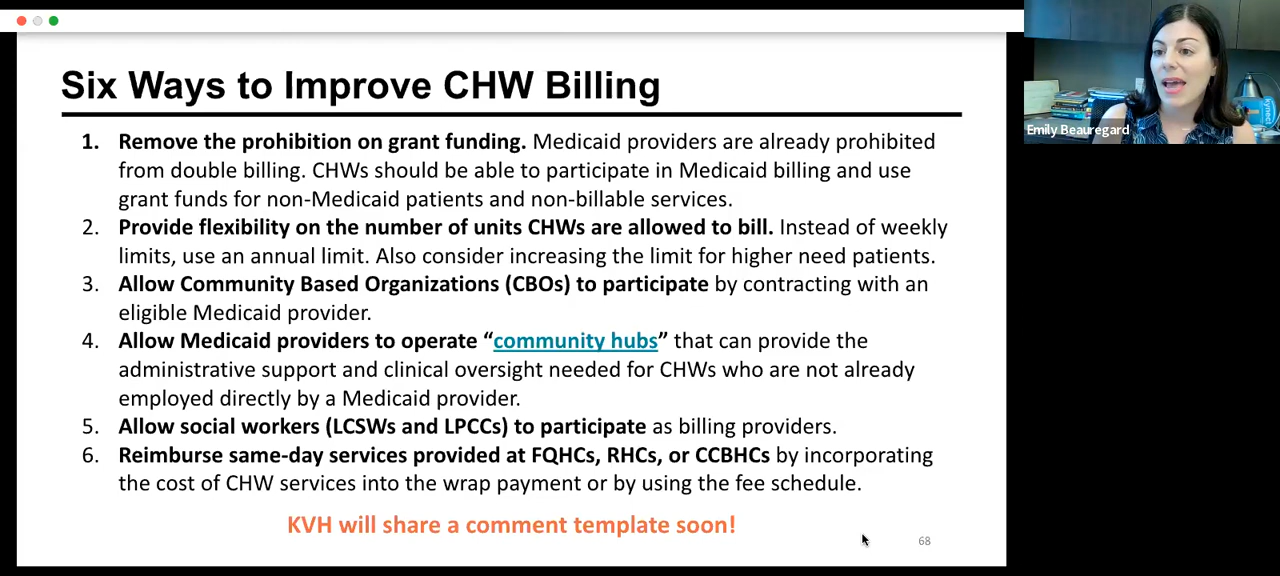 Six Ways to Improve CHW Billing
1. Remove the prohibition on grant funding. Medicaid providers are already prohibited
from double billing. CHWs should be able to participate in Medicaid billing and use
grant funds for non-Medicaid patients and non-billable services.
2. Provide flexibility on the number of units CHWs are allowed to bill. Instead of weekly
limits, use an annual limit. Also consider increasing the limit for higher need patients.
3. Allow Community Based Organizations (CBOs) to participate by contracting with an
eligible Medicaid provider.
4. Allow Medicaid providers to operate “community hubs” that can provide the
administrative support and clinical oversight needed for CHWs who are not already
employed directly by a Medicaid provider.
5. Allow social workers (LCSWs and LPCCs) to participate as billing providers.
6. Reimburse same-day services provided at FQHCs, RHCs, or CCBHCs by incorporating
the cost of CHW services into the wrap payment or by using the fee schedule.
KVH will share a comment template soon!
68
Emily Beauregard
kynect